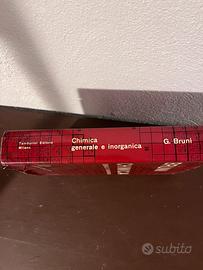 Tamburini Editore
Milano
Chimica
generale e inorganica
G. Bruni
subito